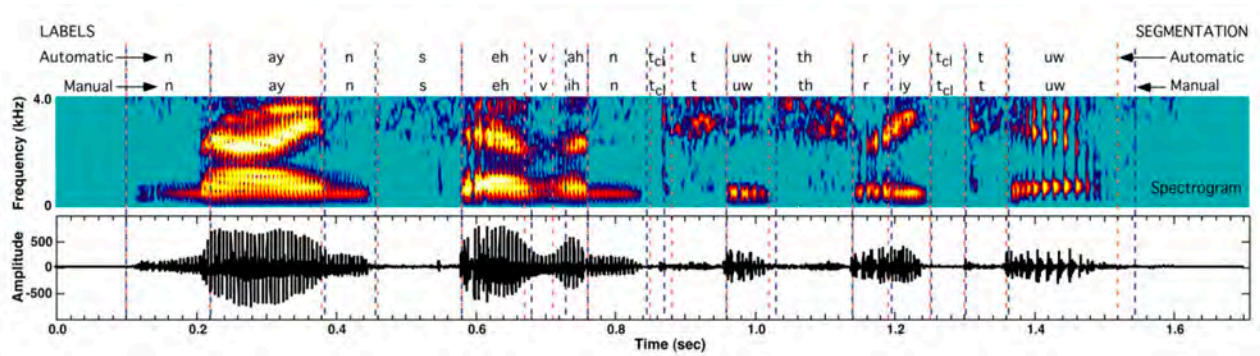 LABELS SEGMENTATION
Automatic n ay n s eh v ah n tcl t uw th r iy tcl t uw Automatic
Manual n ay n s eh v ih n tcl t uw th r iy tcl t uw Manual
4.0
Frequency (kHz)
0
Spectrogram
500
Amplitude
0
-500
0.0 0.2 0.4 0.6 0.8 1.0 1.2 1.4 1.6
Time (sec)